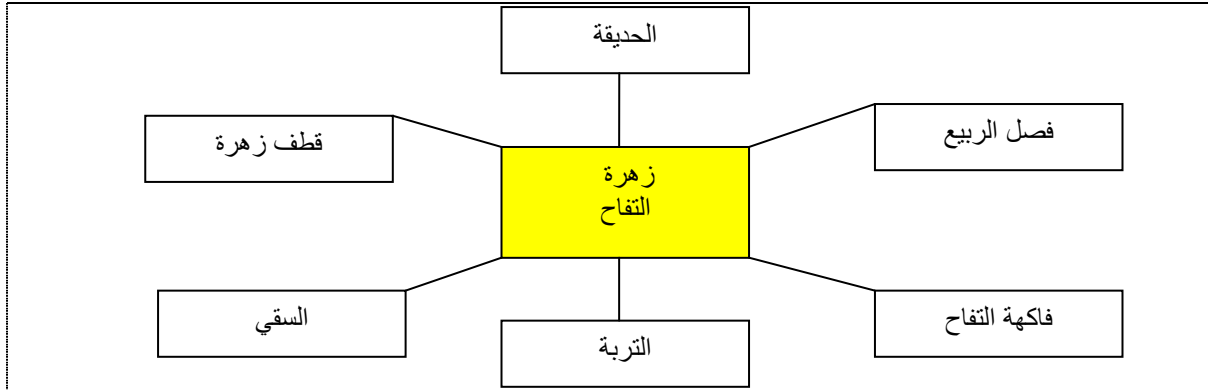 الحديقة
فصل الربيع
قطف زهرة
زهرة
التفاح
فاكهة التفاح
السقي
التربة